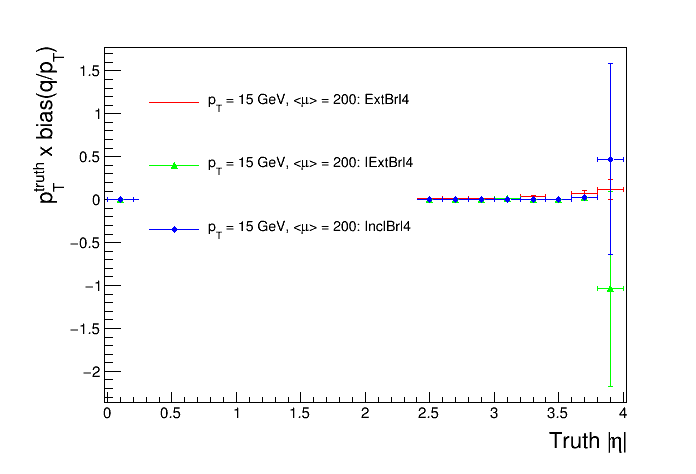 p_T^truth x bias(q/p_T)
1.5
1
0.5
0
−0.5
−1
−1.5
−2
p_T = 15 GeV, <μ> = 200: ExtBrl4
p_T = 15 GeV, <μ> = 200: IExtBrl4
p_T = 15 GeV, <μ> = 200: InclBrl4
0 0.5 1 1.5 2 2.5 3 3.5 4
Truth |η|